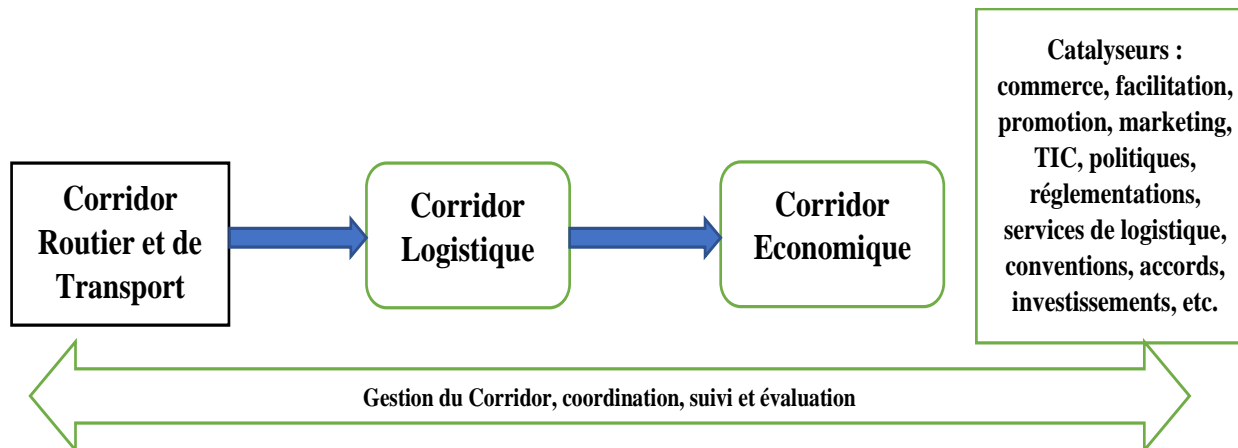 Corridor
Routier et de
Transport
Corridor
Logistique
Corridor
Economique
Catalyseurs :
commerce, facilitation,
promotion, marketing,
TIC, politiques,
réglementations,
services de logistique,
conventions, accords,
investissements, etc.
Gestion du Corridor, coordination, suivi et évaluation